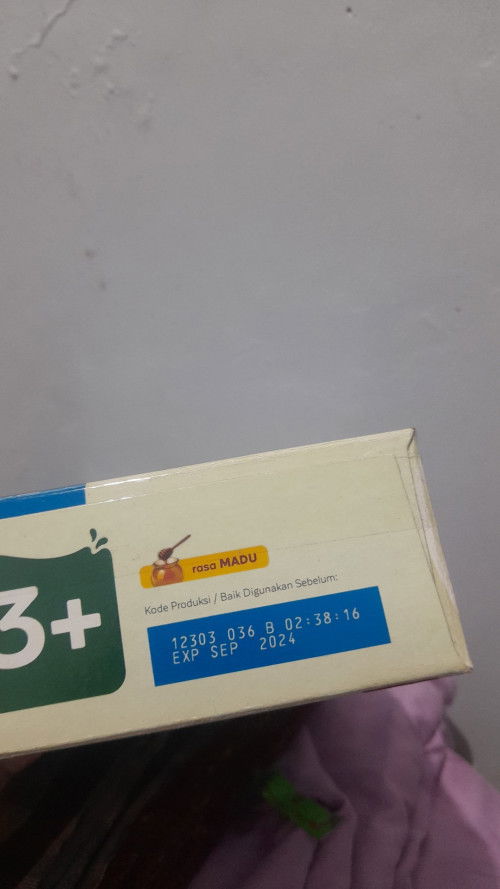 3+
rasa MADU
Kode Produksi / Baik Digunakan Sebelum:
12303 036 B 02:38:16
EXP SEP 2024